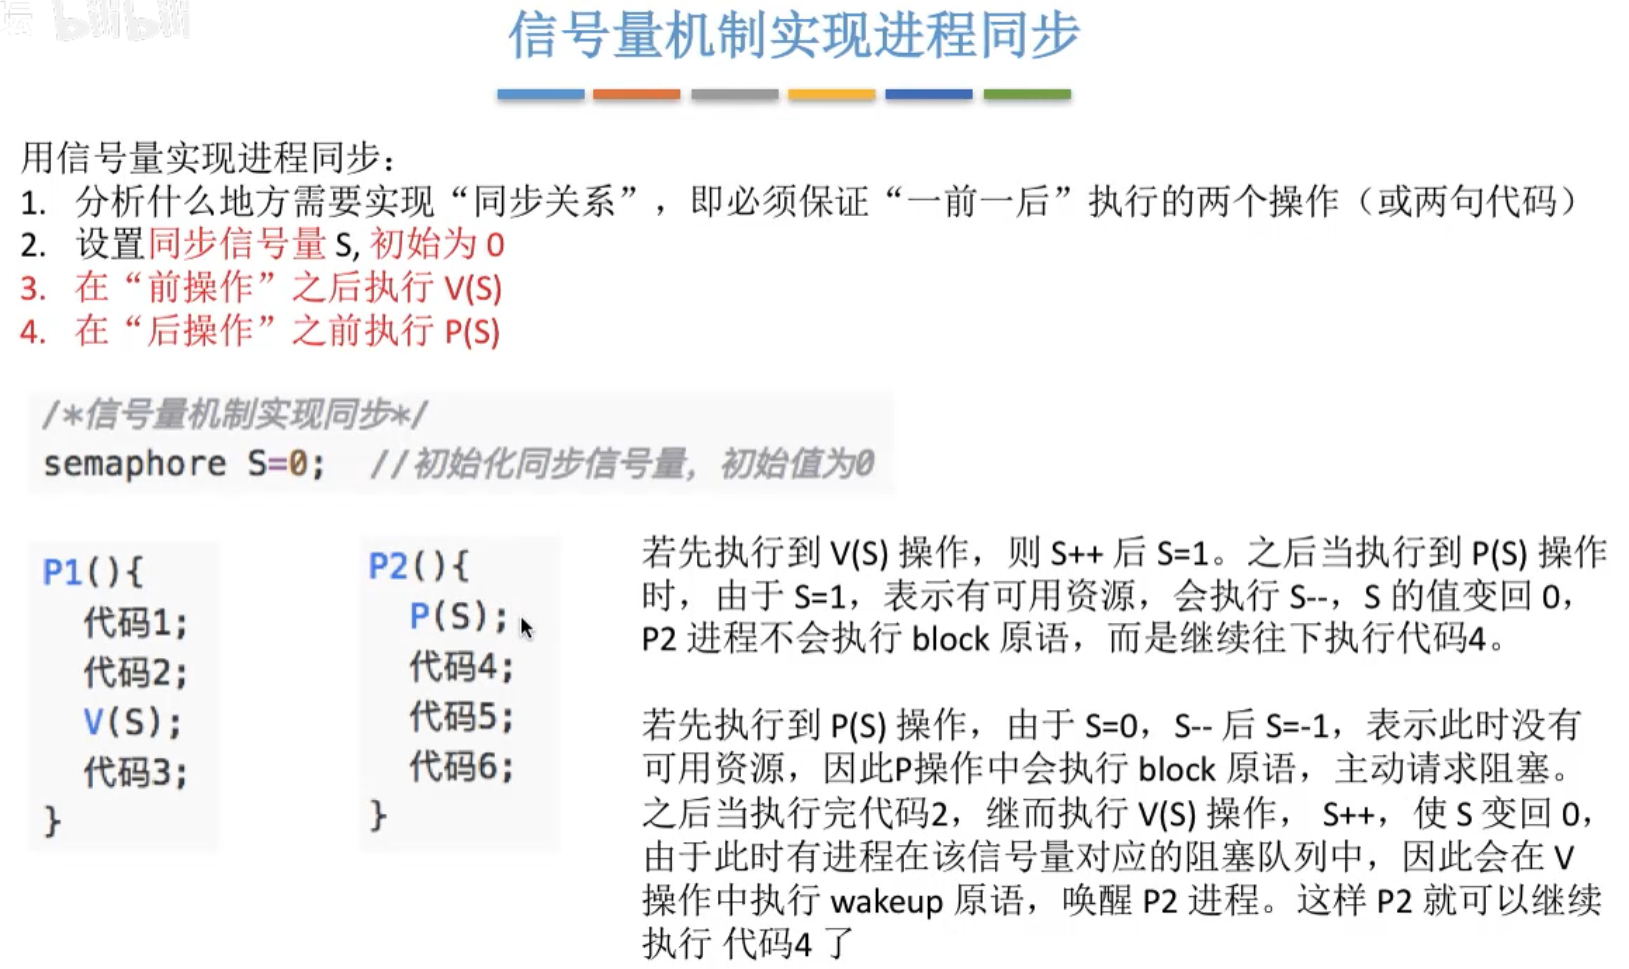 坛 bilibili
信号量机制实现进程同步
用信号量实现进程同步：
1. 分析什么地方需要实现“同步关系”，即必须保证“一前一后”执行的两个操作（或两句代码）
2. 设置同步信号量 S, 初始为 0
3. 在“前操作”之后执行 V(S)
4. 在“后操作”之前执行 P(S)
/*信号量机制实现同步*/
semaphore S=0; //初始化同步信号量，初始值为0
P1(){
代码1;
代码2;
V(S);
代码3;
}
P2(){
P(S);
代码4;
代码5;
代码6;
}
若先执行到 V(S) 操作，则 S++ 后 S=1。之后当执行到 P(S) 操作
时，由于 S=1，表示有可用资源，会执行 S--，S 的值变回 0，
P2 进程不会执行 block 原语，而是继续往下执行代码4。
若先执行到 P(S) 操作，由于 S=0，S-- 后 S=-1，表示此时没有
可用资源，因此P操作中会执行 block 原语，主动请求阻塞。
之后当执行完代码2，继而执行 V(S) 操作， S++，使 S 变回 0，
由于此时有进程在该信号量对应的阻塞队列中，因此会在 V
操作中执行 wakeup 原语，唤醒 P2 进程。这样 P2 就可以继续
执行 代码4 了